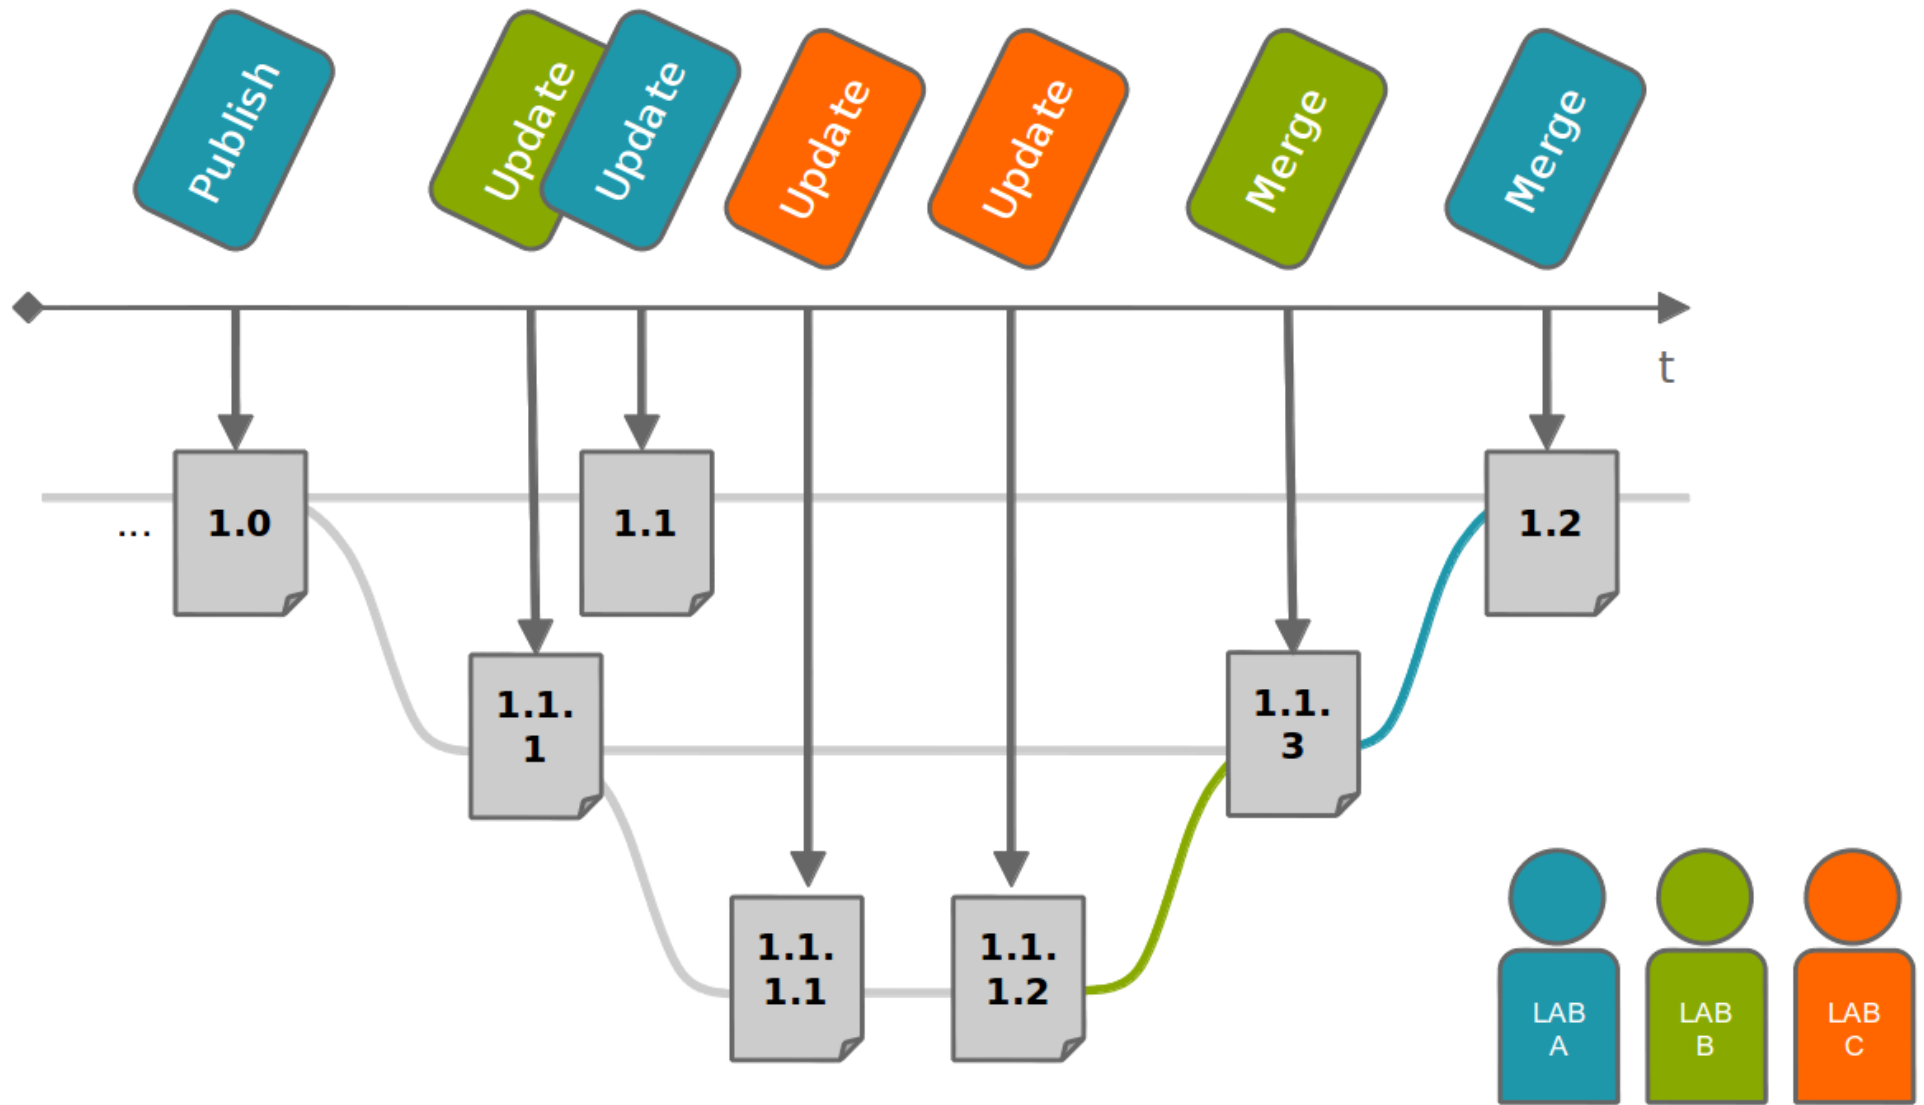 Publish
Update
Update
Update
Update
Merge
Merge
t
...
1.0
1.1
1.2
1.1.
1
1.1.
3
1.1.
1.1
1.1.
1.2
LAB
A
LAB
B
LAB
C